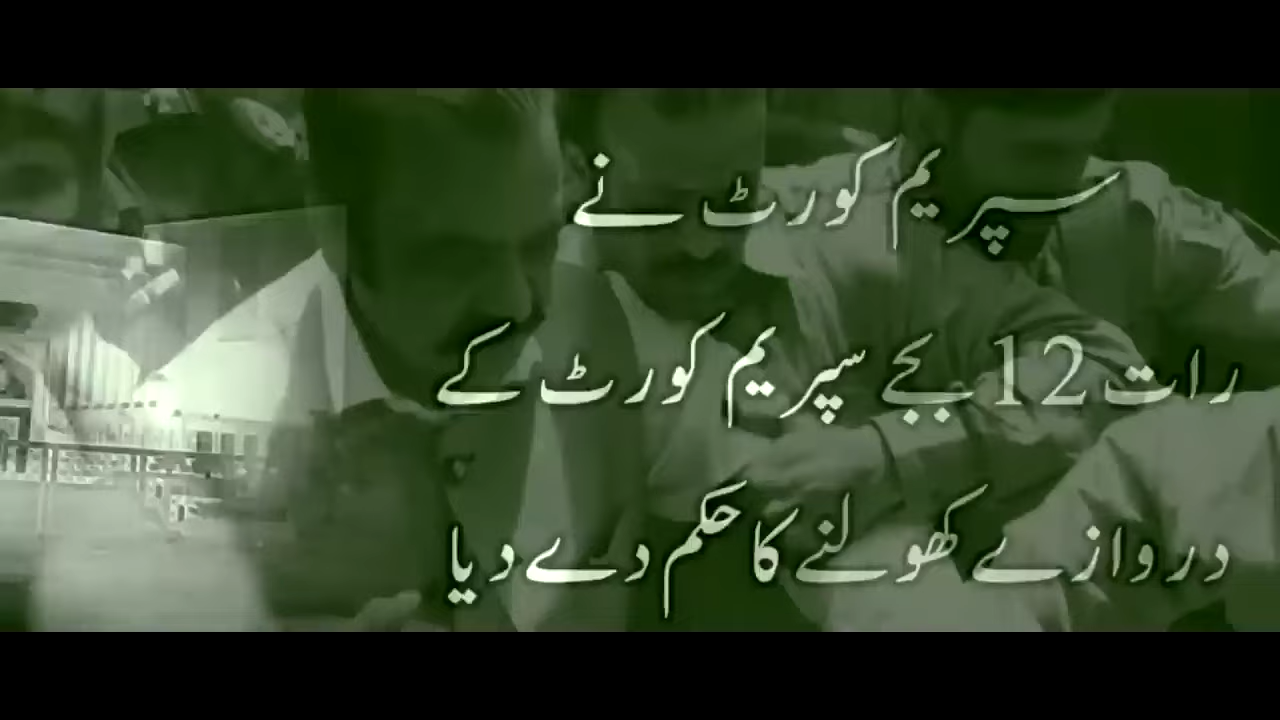 سپریم کورٹ نے
رات 12 بجے سپریم کورٹ کے
دروازے کھولنے کا حکم دے دیا